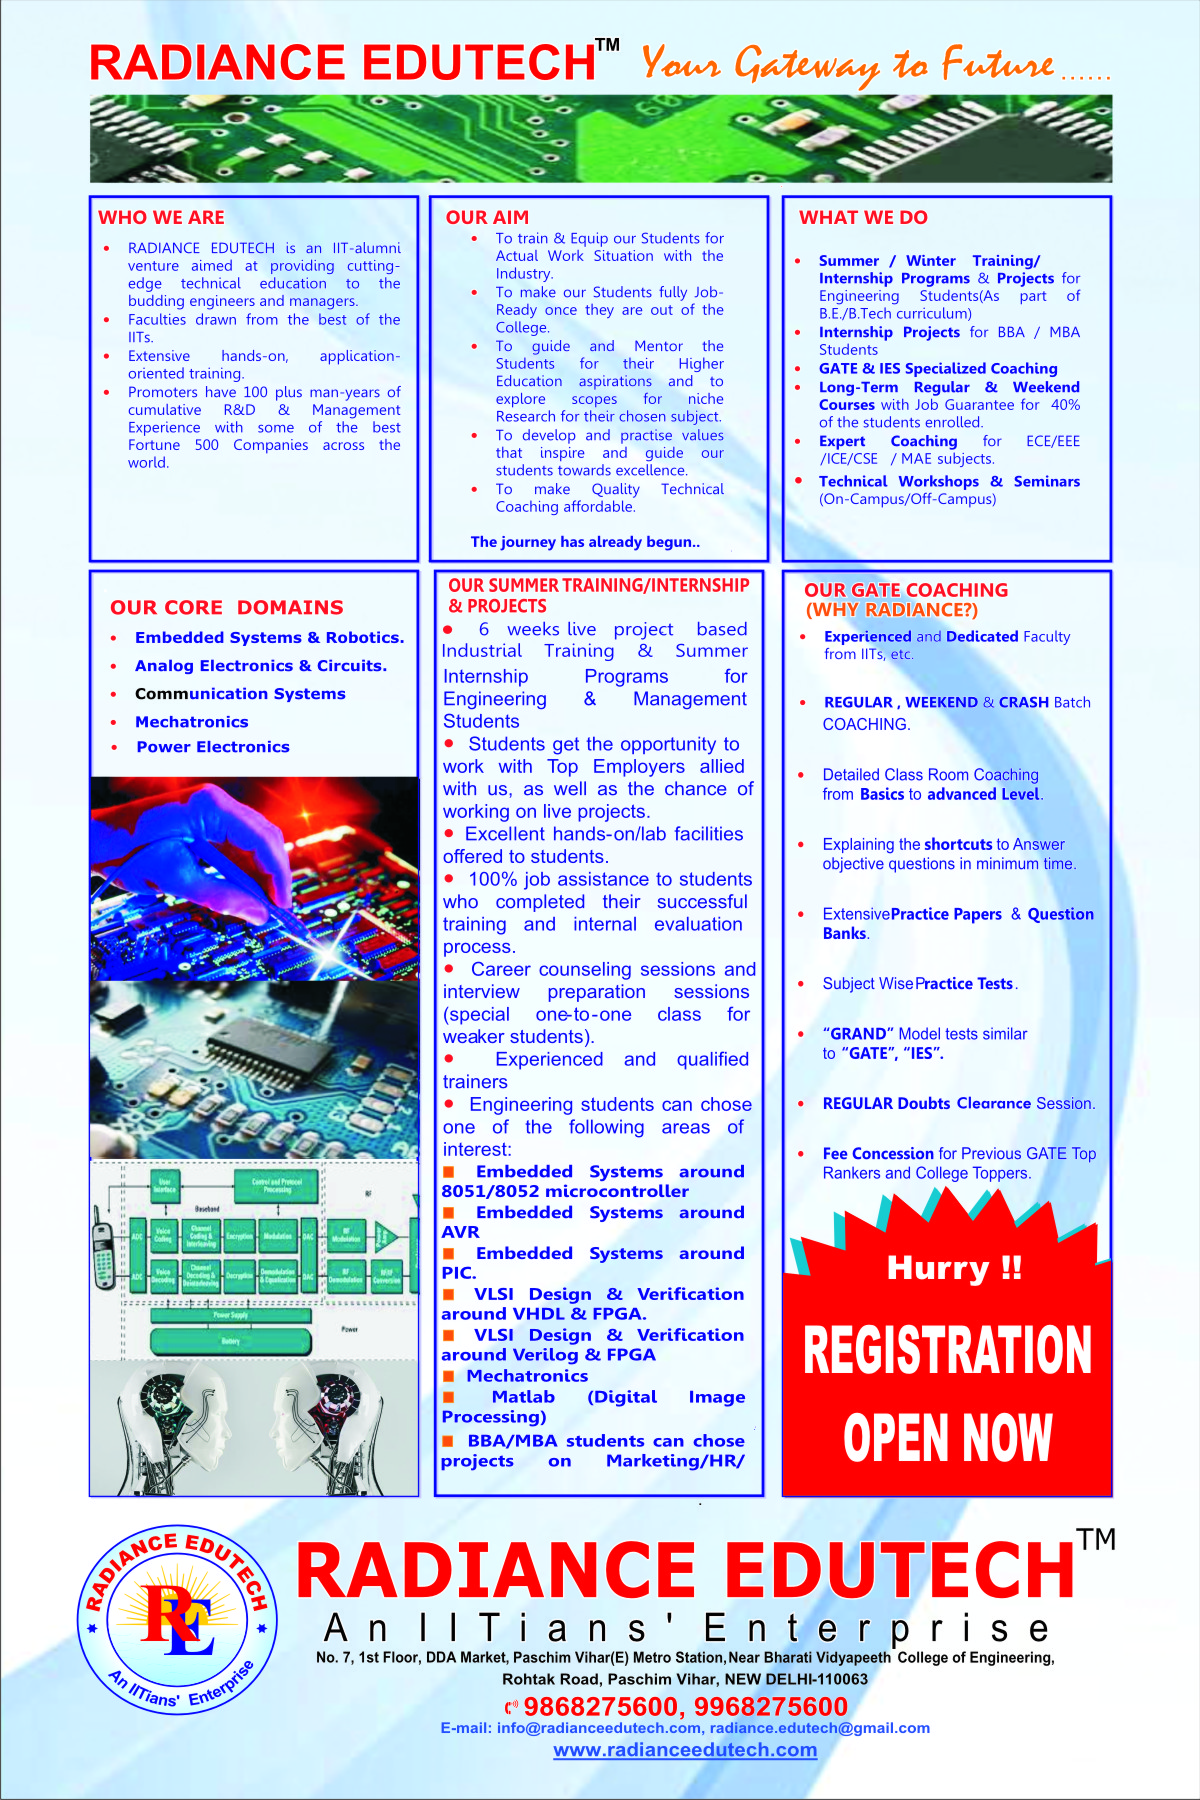 RADIANCE EDUTECH™ Your Gateway to Future......
WHO WE ARE
• RADIANCE EDUTECH is an IIT-alumni
venture aimed at providing cutting-
edge technical education to the
budding engineers and managers.
• Faculties drawn from the best of the
IITs.
• Extensive hands-on, application-
oriented training.
• Promoters have 100 plus man-years of
cumulative R&D & Management
Experience with some of the best
Fortune 500 Companies across the
world.
OUR AIM
• To train & Equip our Students for
Actual Work Situation with the
Industry.
• To make our Students fully Job-
Ready once they are out of the
College.
• To guide and Mentor the
Students for their Higher
Education aspirations and to
explore scopes for niche
Research for their chosen subject.
• To develop and practise values
that inspire and guide our
students towards excellence.
• To make Quality Technical
Coaching affordable.
The journey has already begun..
WHAT WE DO
• Summer / Winter Training/
Internship Programs & Projects for
Engineering Students(As part of
B.E./B.Tech curriculum)
• Internship Projects for BBA / MBA
Students
• GATE & IES Specialized Coaching
• Long-Term Regular & Weekend
Courses with Job Guarantee for 40%
of the students enrolled.
• Expert Coaching for ECE/EEE
/ICE/CSE / MAE subjects.
• Technical Workshops & Seminars
(On-Campus/Off-Campus)
OUR CORE DOMAINS
• Embedded Systems & Robotics.
• Analog Electronics & Circuits.
• Communication Systems
• Mechatronics
• Power Electronics
User Interface
Control and Protocol Processing
RF
Baseband
ADC
Voice Coding
Channel Coding & Interleaving
Encryption
Modulation
DAC
RF Modulation
Power Amp
ADC
Voice Decoding
Channel Decoding & Deinterleaving
Decryption
Demodulation & Equalization
DAC
RF Demodulation
RF/IF Conversion
Power Supply
Battery
Power
OUR SUMMER TRAINING/INTERNSHIP
& PROJECTS
• 6 weeks live project based
Industrial Training & Summer
Internship Programs for
Engineering & Management
Students
• Students get the opportunity to
work with Top Employers allied
with us, as well as the chance of
working on live projects.
• Excellent hands-on/lab facilities
offered to students.
• 100% job assistance to students
who completed their successful
training and internal evaluation
process.
• Career counseling sessions and
interview preparation sessions
(special one-to-one class for
weaker students).
• Experienced and qualified
trainers
• Engineering students can chose
one of the following areas of
interest:
■ Embedded Systems around
8051/8052 microcontroller
■ Embedded Systems around
AVR
■ Embedded Systems around
PIC.
■ VLSI Design & Verification
around VHDL & FPGA.
■ VLSI Design & Verification
around Verilog & FPGA
■ Mechatronics
■ Matlab (Digital Image
Processing)
■ BBA/MBA students can chose
projects on Marketing/HR/
OUR GATE COACHING
(WHY RADIANCE?)
• Experienced and Dedicated Faculty
from IITs, etc.
• REGULAR , WEEKEND & CRASH Batch
COACHING.
• Detailed Class Room Coaching
from Basics to advanced Level.
• Explaining the shortcuts to Answer
objective questions in minimum time.
• Extensive Practice Papers & Question
Banks.
• Subject Wise Practice Tests.
• “GRAND” Model tests similar
to “GATE”, “IES”.
• REGULAR Doubts Clearance Session.
• Fee Concession for Previous GATE Top
Rankers and College Toppers.
Hurry !!
REGISTRATION
OPEN NOW
RADIANCE EDUTECH
RE
An IITians' Enterprise
RADIANCE EDUTECH™
An IITians' Enterprise
No. 7, 1st Floor, DDA Market, Paschim Vihar(E) Metro Station, Near Bharati Vidyapeeth College of Engineering,
Rohtak Road, Paschim Vihar, NEW DELHI-110063
9868275600, 9968275600
E-mail: info@radianceedutech.com, radiance.edutech@gmail.com
www.radianceedutech.com